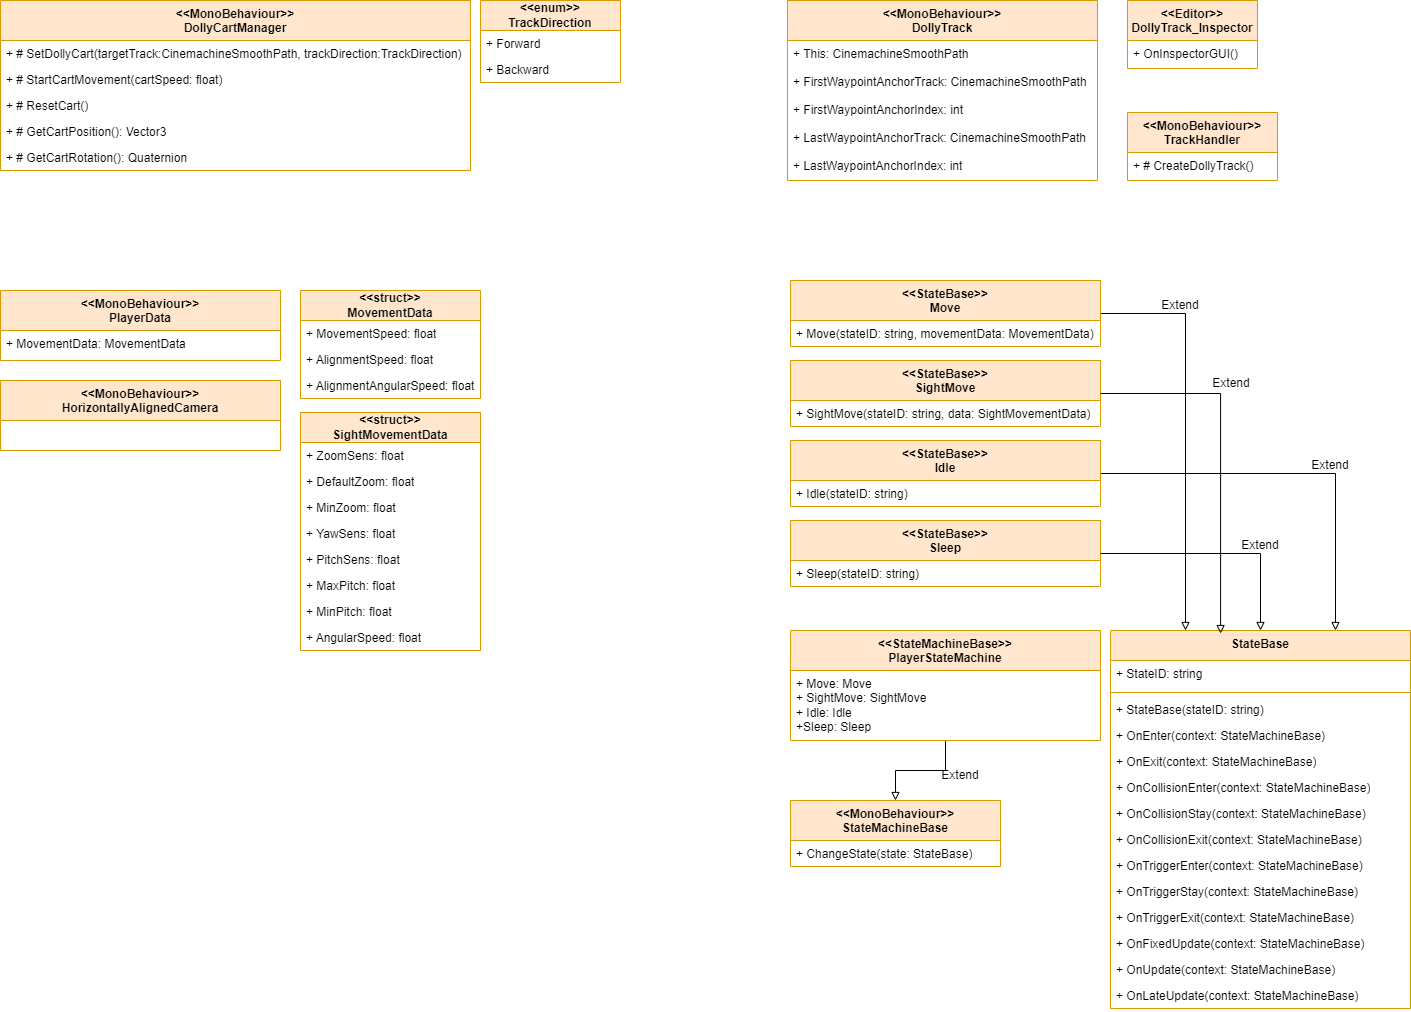 <<MonoBehaviour>>
DollyCartManager
+ # SetDollyCart(targetTrack:CinemachineSmoothPath, trackDirection:TrackDirection)
+ # StartCartMovement(cartSpeed: float)
+ # ResetCart()
+ # GetCartPosition(): Vector3
+ # GetCartRotation(): Quaternion
<<enum>>
TrackDirection
+ Forward
+ Backward
<<MonoBehaviour>>
DollyTrack
+ This: CinemachineSmoothPath
+ FirstWaypointAnchorTrack: CinemachineSmoothPath
+ FirstWaypointAnchorIndex: int
+ LastWaypointAnchorTrack: CinemachineSmoothPath
+ LastWaypointAnchorIndex: int
<<Editor>>
DollyTrack_Inspector
+ OnInspectorGUI()
<<MonoBehaviour>>
TrackHandler
+ # CreateDollyTrack()
<<MonoBehaviour>>
PlayerData
+ MovementData: MovementData
<<MonoBehaviour>>
HorizontallyAlignedCamera
<<struct>>
MovementData
+ MovementSpeed: float
+ AlignmentSpeed: float
+ AlignmentAngularSpeed: float
<<struct>>
SightMovementData
+ ZoomSens: float
+ DefaultZoom: float
+ MinZoom: float
+ YawSens: float
+ PitchSens: float
+ MaxPitch: float
+ MinPitch: float
+ AngularSpeed: float
<<StateBase>>
Move
+ Move(stateID: string, movementData: MovementData)
Extend
<<StateBase>>
SightMove
+ SightMove(stateID: string, data: SightMovementData)
Extend
<<StateBase>>
Idle
+ Idle(stateID: string)
Extend
<<StateBase>>
Sleep
+ Sleep(stateID: string)
Extend
<<StateMachineBase>>
PlayerStateMachine
+ Move: Move
+ SightMove: SightMove
+ Idle: Idle
+Sleep: Sleep
Extend
<<MonoBehaviour>>
StateMachineBase
+ ChangeState(state: StateBase)
StateBase
+ StateID: string
+ StateBase(stateID: string)
+ OnEnter(context: StateMachineBase)
+ OnExit(context: StateMachineBase)
+ OnCollisionEnter(context: StateMachineBase)
+ OnCollisionStay(context: StateMachineBase)
+ OnCollisionExit(context: StateMachineBase)
+ OnTriggerEnter(context: StateMachineBase)
+ OnTriggerStay(context: StateMachineBase)
+ OnTriggerExit(context: StateMachineBase)
+ OnFixedUpdate(context: StateMachineBase)
+ OnUpdate(context: StateMachineBase)
+ OnLateUpdate(context: StateMachineBase)